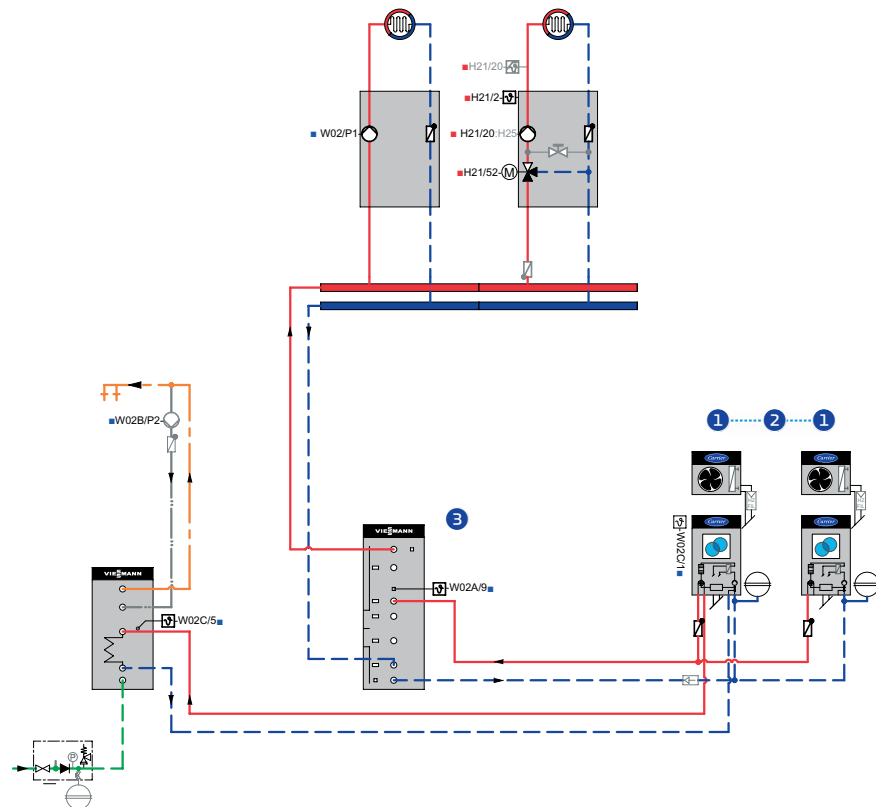 H21/20
H21/2
W02/P1
H21/20:H25
H21/52
M
W02B/P2
1 2 1
Carrier Carrier
3
VIESMANN
Carrier Carrier
W02C/1
VIESMANN
W02A/9
W02C/5
P